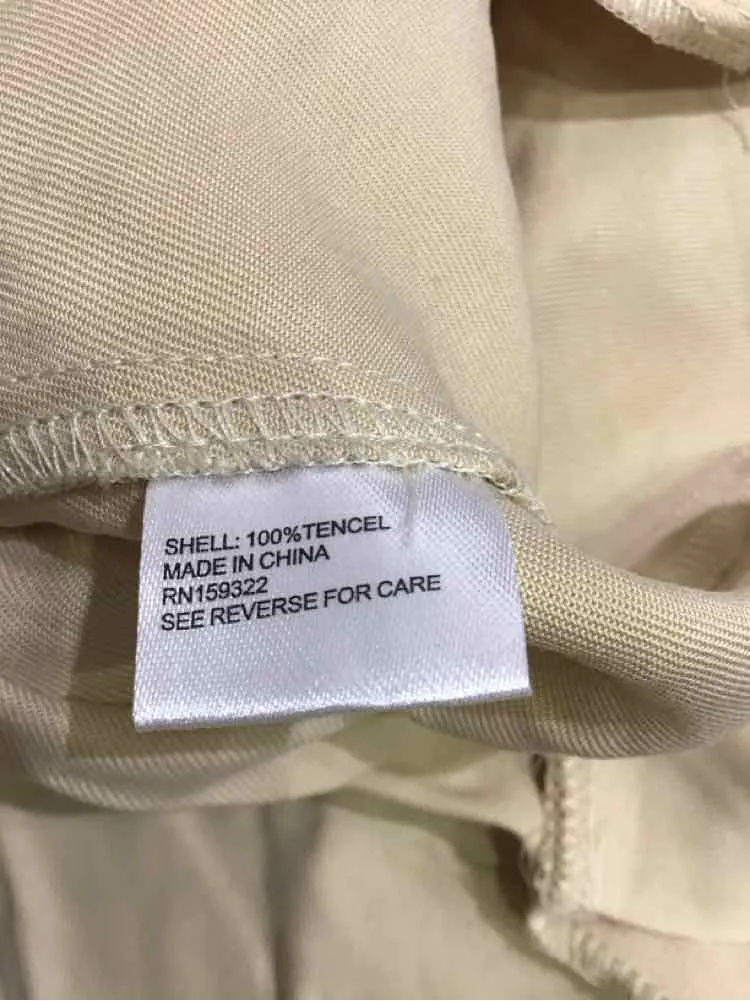 SHELL: 100%TENCEL
MADE IN CHINA
RN159322
SEE REVERSE FOR CARE